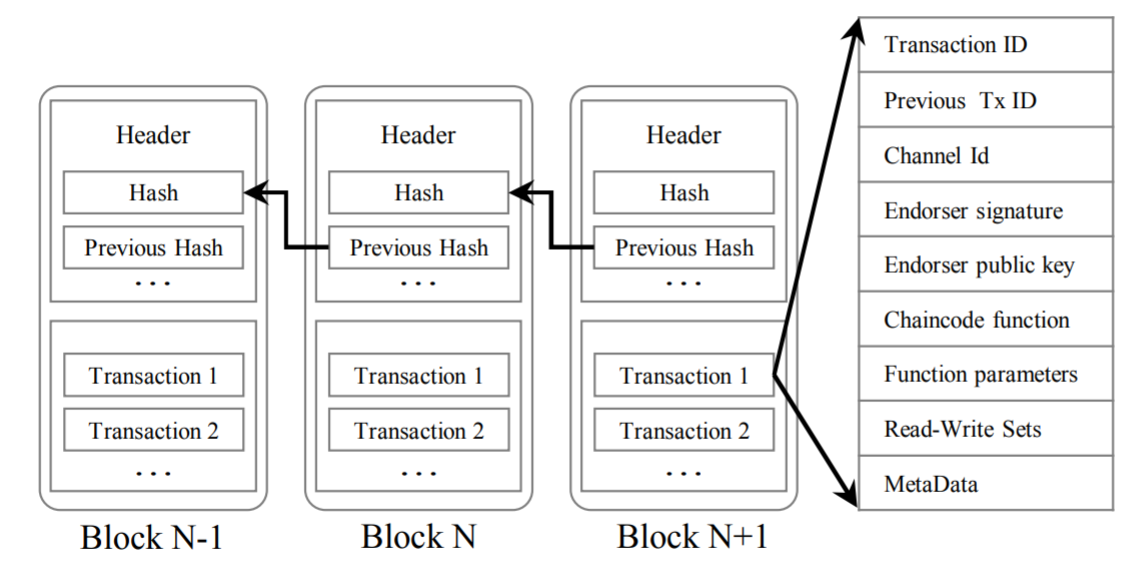 Header
Hash
Previous Hash
...
Transaction 1
Transaction 2
...
Block N-1
Header
Hash
Previous Hash
...
Transaction 1
Transaction 2
...
Block N
Header
Hash
Previous Hash
...
Transaction 1
Transaction 2
...
Block N+1
Transaction ID
Previous Tx ID
Channel Id
Endorser signature
Endorser public key
Chaincode function
Function parameters
Read-Write Sets
MetaData